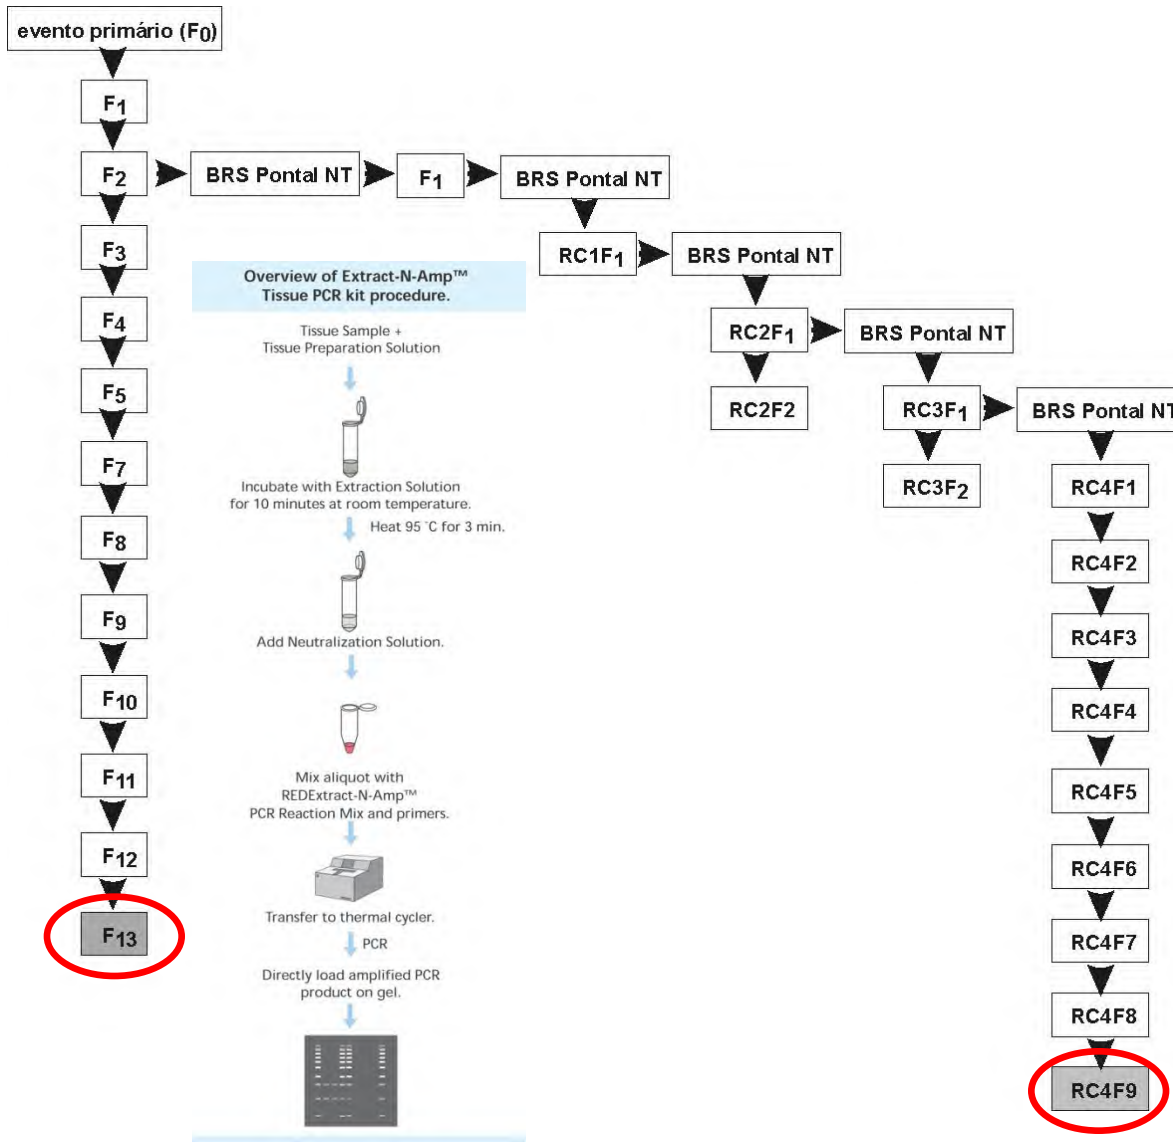 evento primário (F0)
F1
F2
BRS Pontal NT
F1
BRS Pontal NT
F3
RC1F1
BRS Pontal NT
F4
RC2F1
BRS Pontal NT
F5
RC2F2
RC3F1
BRS Pontal NT
F7
RC3F2
RC4F1
F8
RC4F2
F9
RC4F3
F10
RC4F4
F11
RC4F5
F12
RC4F6
F13
RC4F7
RC4F8
RC4F9
Overview of Extract-N-Amp™
Tissue PCR kit procedure.
Tissue Sample +
Tissue Preparation Solution
Incubate with Extraction Solution
for 10 minutes at room temperature.
Heat 95 °C for 3 min.
Add Neutralization Solution.
Mix aliquot with
REDExtract-N-Amp™
PCR Reaction Mix and primers.
Transfer to thermal cycler.
PCR
Directly load amplified PCR
product on gel.